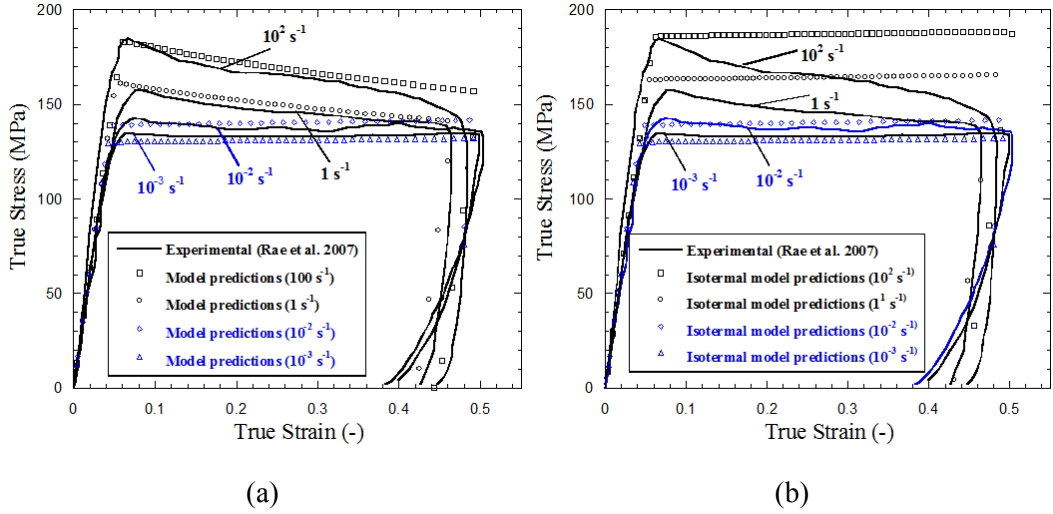 200
150
100
50
0
True Stress (MPa)
10² s⁻¹
1 s⁻¹
10⁻² s⁻¹
10⁻³ s⁻¹
Experimental (Rae et al. 2007)
Model predictions (100 s⁻¹)
Model predictions (1 s⁻¹)
Model predictions (10⁻² s⁻¹)
Model predictions (10⁻³ s⁻¹)
0 0.1 0.2 0.3 0.4 0.5
True Strain (-)
(a)
200
150
100
50
0
True Stress (MPa)
10² s⁻¹
1 s⁻¹
10⁻² s⁻¹
10⁻³ s⁻¹
Experimental (Rae et al. 2007)
Isotermal model predictions (10² s⁻¹)
Isotermal model predictions (1¹ s⁻¹)
Isotermal model predictions (10⁻² s⁻¹)
Isotermal model predictions (10⁻³ s⁻¹)
0 0.1 0.2 0.3 0.4 0.5
True Strain (-)
(b)